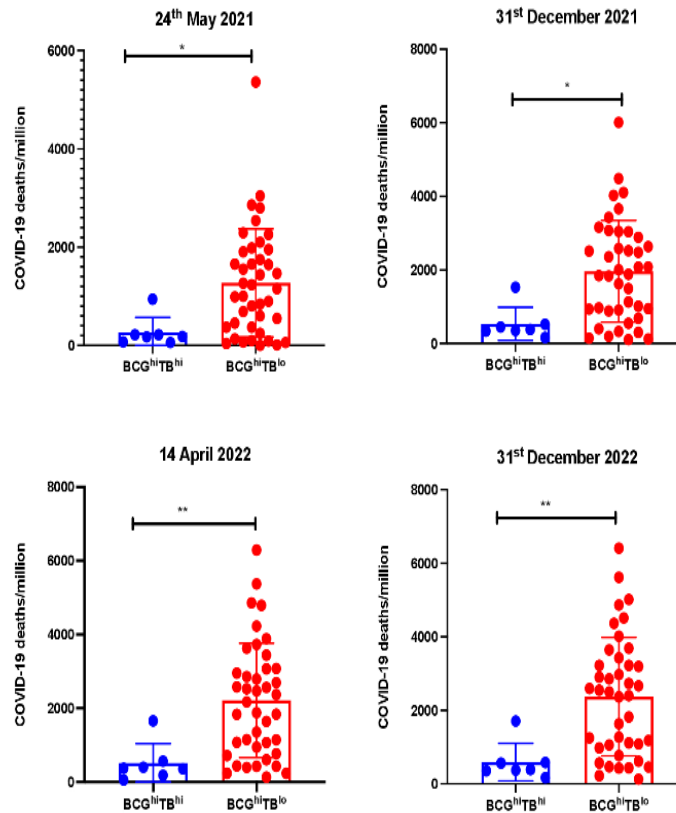 24th May 2021
*
6000
4000
2000
0
COVID-19 deaths/million
BCGhiTBhi
BCGhiTBlo
31st December 2021
*
8000
6000
4000
2000
0
COVID-19 deaths/million
BCGhiTBhi
BCGhiTBlo
14 April 2022
**
8000
6000
4000
2000
0
COVID-19 deaths/million
BCGhiTBhi
BCGhiTBlo
31st December 2022
**
8000
6000
4000
2000
0
COVID-19 deaths/million
BCGhiTBhi
BCGhiTBlo